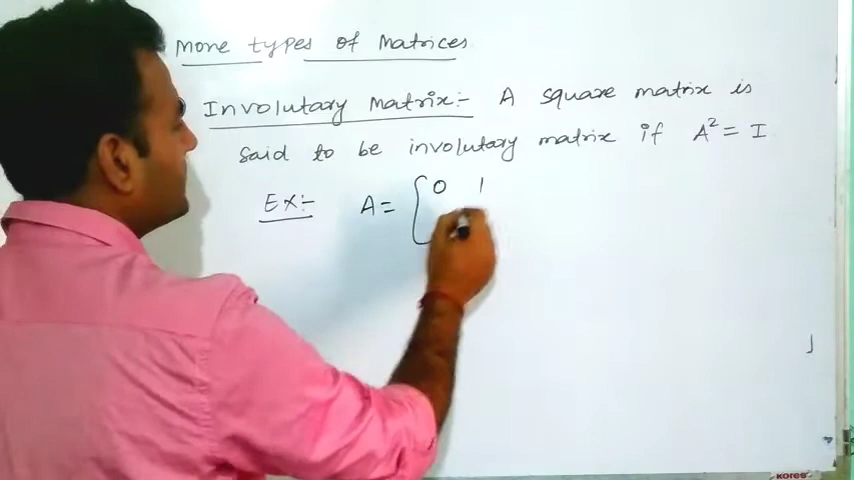 More types of Matrices
Involutary Matrix:- A square matrix is
said to be involutary matrix if A² = I
Ex:- A = [ 0 1
Kores